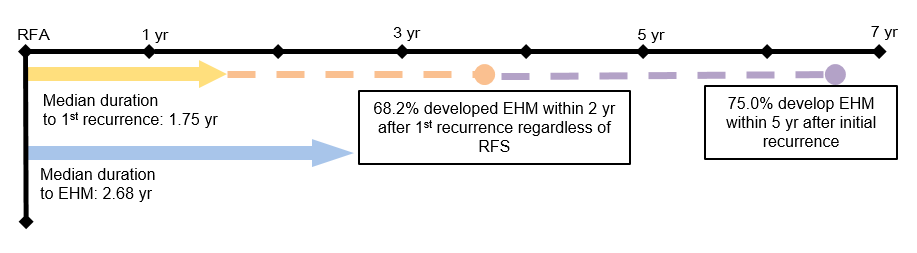 RFA
1 yr
3 yr
5 yr
7 yr
Median duration
to 1st recurrence: 1.75 yr
68.2% developed EHM within 2 yr
after 1st recurrence regardless of
RFS
75.0% develop EHM
within 5 yr after initial
recurrence
Median duration
to EHM: 2.68 yr